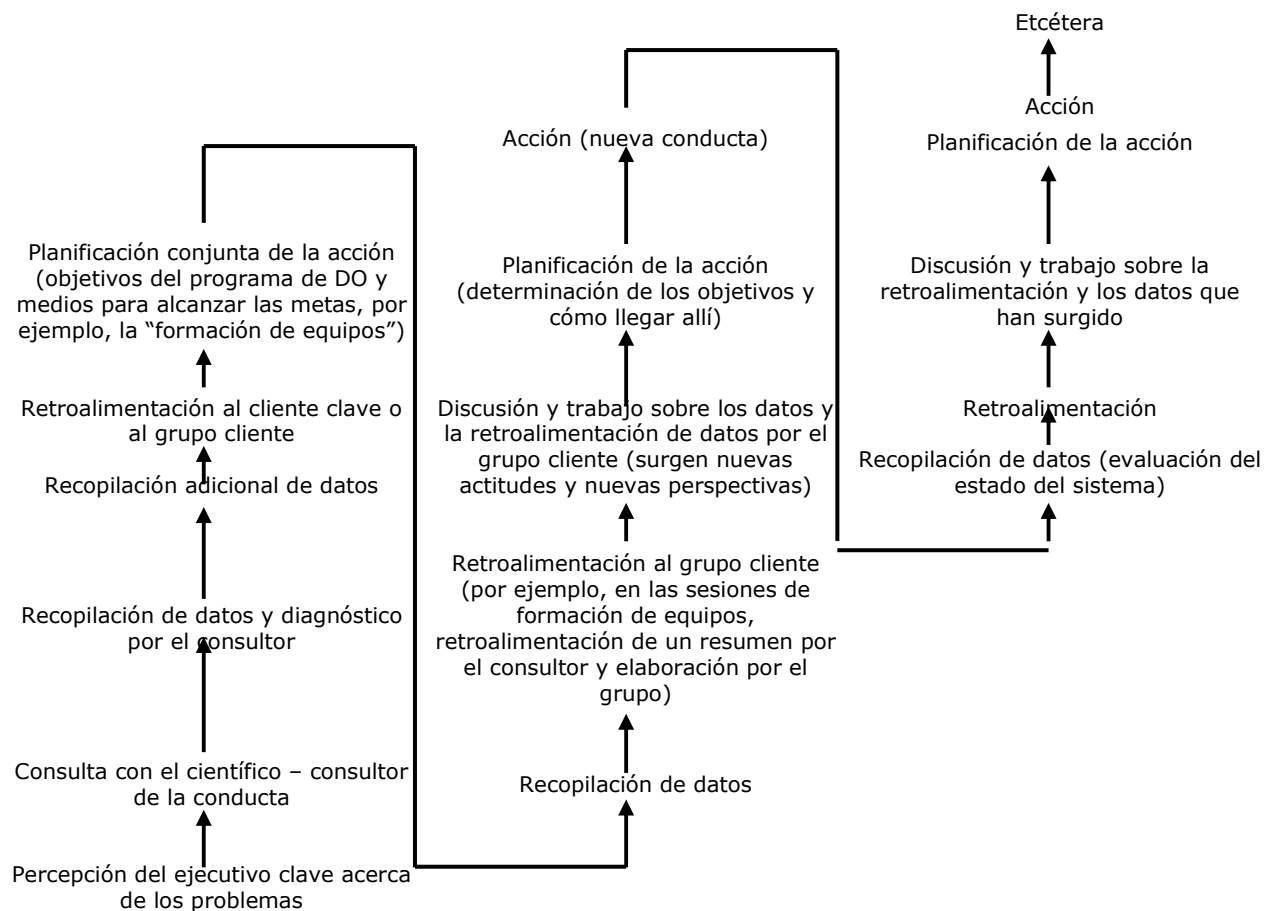 Percepción del ejecutivo clave acerca
de los problemas
Consulta con el científico – consultor
de la conducta
Recopilación de datos y diagnóstico
por el consultor
Recopilación adicional de datos
Retroalimentación al cliente clave o
al grupo cliente
Planificación conjunta de la acción
(objetivos del programa de DO y
medios para alcanzar las metas, por
ejemplo, la “formación de equipos”)
Recopilación de datos
Retroalimentación al grupo cliente
(por ejemplo, en las sesiones de
formación de equipos,
retroalimentación de un resumen por
el consultor y elaboración por el
grupo)
Discusión y trabajo sobre los datos y
la retroalimentación de datos por el
grupo cliente (surgen nuevas
actitudes y nuevas perspectivas)
Planificación de la acción
(determinación de los objetivos y
cómo llegar allí)
Acción (nueva conducta)
Recopilación de datos (evaluación del
estado del sistema)
Retroalimentación
Discusión y trabajo sobre la
retroalimentación y los datos que
han surgido
Planificación de la acción
Acción
Etcétera